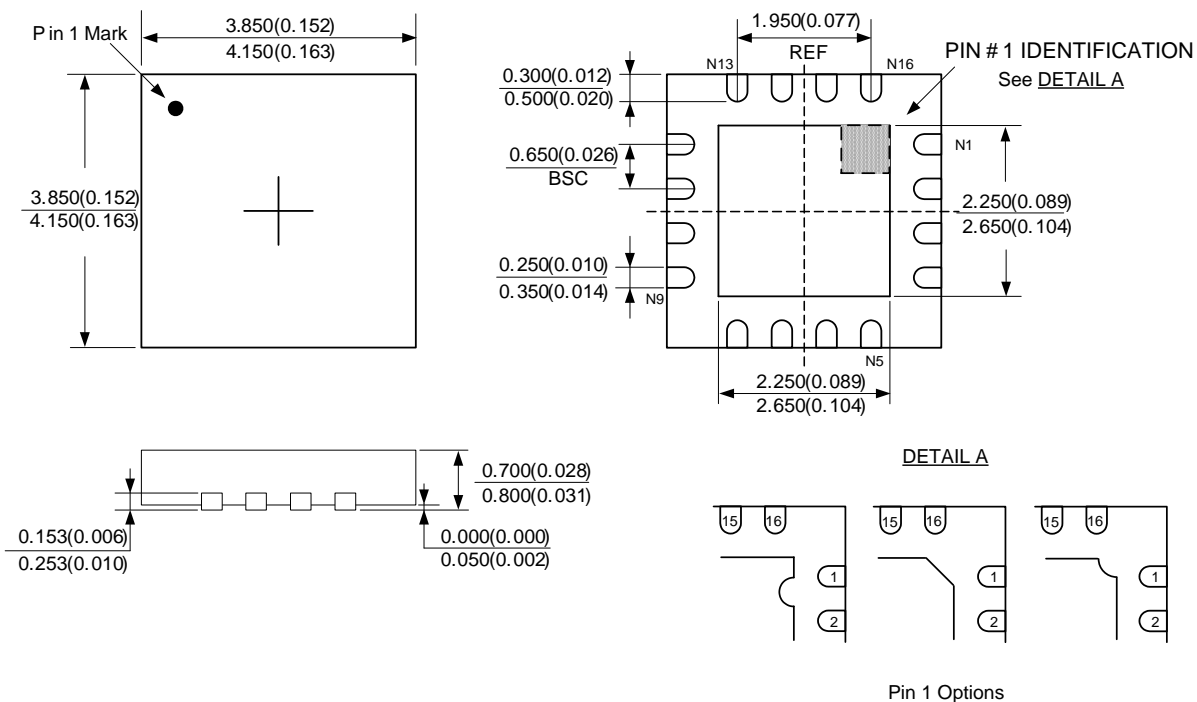 Pin 1 Mark
3.850(0.152)
4.150(0.163)
3.850(0.152)
4.150(0.163)
1.950(0.077)
REF
N13
N16
PIN #1 IDENTIFICATION
See DETAIL A
0.300(0.012)
0.500(0.020)
0.650(0.026)
BSC
0.250(0.010)
0.350(0.014)
N9
N1
N5
2.250(0.089)
2.650(0.104)
2.250(0.089)
2.650(0.104)
0.153(0.006)
0.253(0.010)
0.700(0.028)
0.800(0.031)
0.000(0.000)
0.050(0.002)
DETAIL A
15 16
1
2
15 16
1
2
15 16
1
2
Pin 1 Options